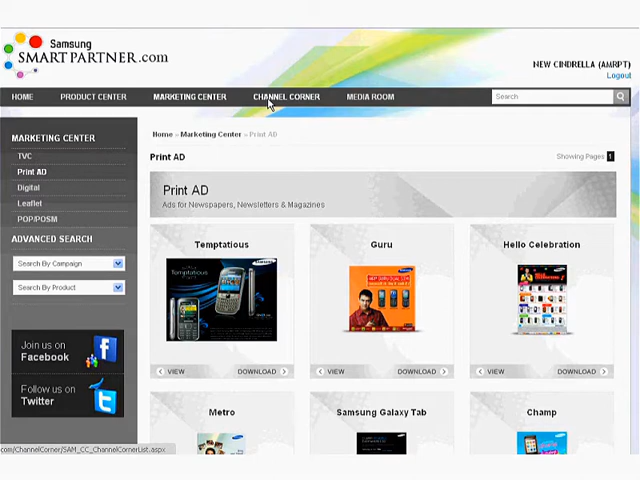 Samsung
SMARTPARTNER.com
NEW CINDRELLA (AMRPT)
Logout
HOME PRODUCT CENTER MARKETING CENTER CHANNEL CORNER MEDIA ROOM Search
MARKETING CENTER
TVC
Print AD
Digital
Leaflet
POP/POSM
ADVANCED SEARCH
Search By Campaign
Search By Product
Join us on
Facebook
Follow us on
Twitter
Home » Marketing Center » Print AD
Print AD
Showing Pages 1
Print AD
Ads for Newspapers, Newsletters & Magazines
Temptatious Guru Hello Celebration
Temptatious
VIEW DOWNLOAD VIEW DOWNLOAD VIEW DOWNLOAD
Metro Samsung Galaxy Tab Champ
com/ChannelCorner/SAM_CC_ChannelCornerList.aspx